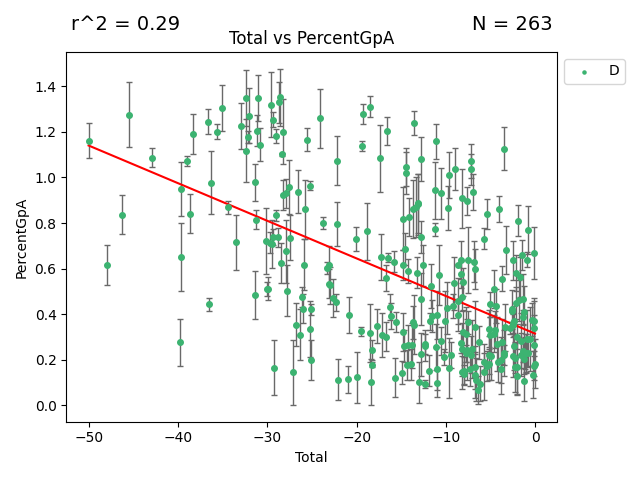 r^2 = 0.29 N = 263
Total vs PercentGpA
D
PercentGpA
1.4
1.2
1.0
0.8
0.6
0.4
0.2
0.0
−50 −40 −30 −20 −10 0
Total